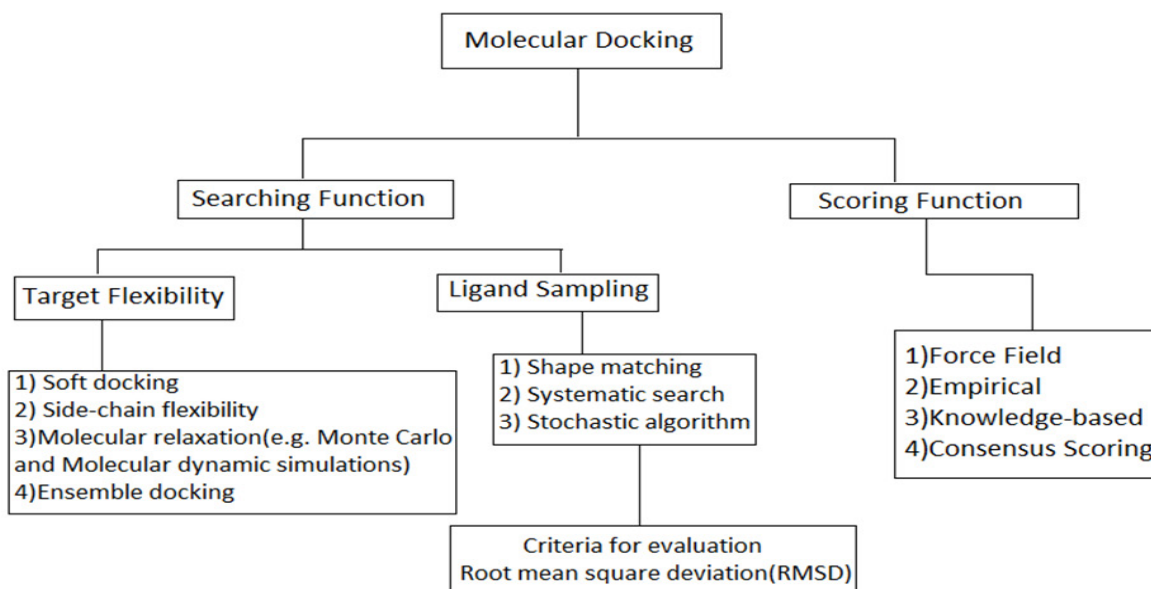 Molecular Docking
Searching Function
Scoring Function
Target Flexibility
Ligand Sampling
1) Soft docking
2) Side-chain flexibility
3)Molecular relaxation(e.g. Monte Carlo
and Molecular dynamic simulations)
4)Ensemble docking
1) Shape matching
2) Systematic search
3) Stochastic algorithm
1)Force Field
2)Empirical
3)Knowledge-based
4)Consensus Scoring
Criteria for evaluation
Root mean square deviation(RMSD)